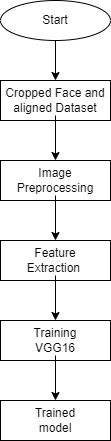 Start
Cropped Face and
aligned Dataset
Image
Preprocessing
Feature
Extraction
Training
VGG16
Trained
model